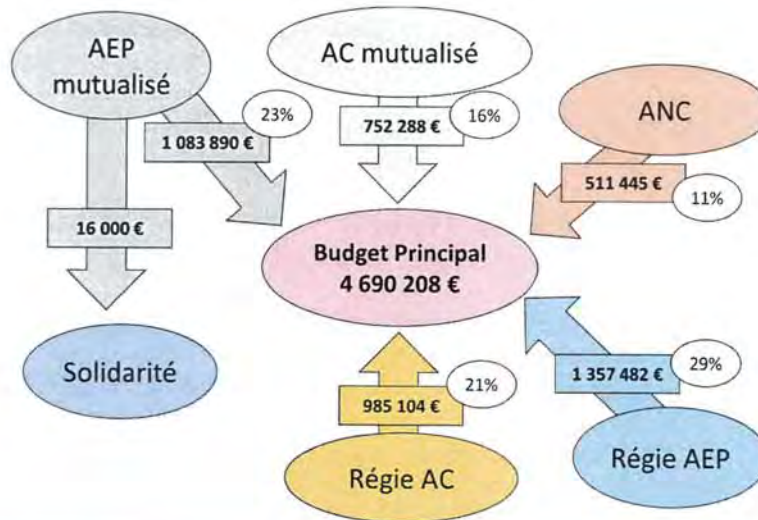 AEP
mutualisé
AC mutualisé
ANC
23%
1 083 890 €
752 288 €
16%
511 445 €
11%
16 000 €
Budget Principal
4 690 208 €
Solidarité
985 104 €
21%
1 357 482 €
29%
Régie AC
Régie AEP